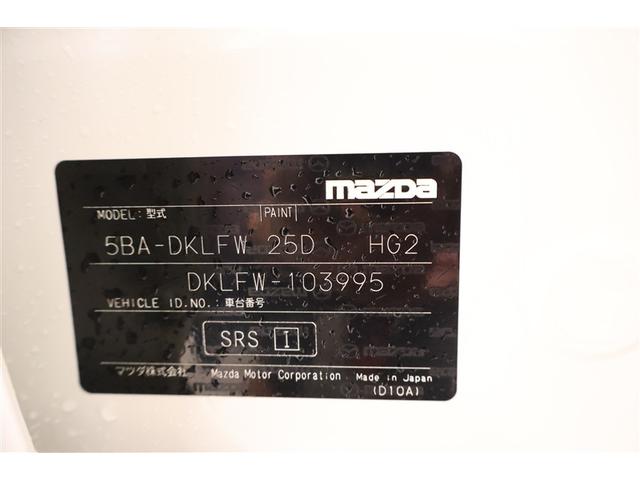 mazda
MODEL: 型式 PAINT
5BA-DKLFW 25D HG2
DKLFW-103995
VEHICLE ID.NO.: 車台番号
SRS I
マツダ株式会社 Mazda Motor Corporation Made in Japan
(D10A)